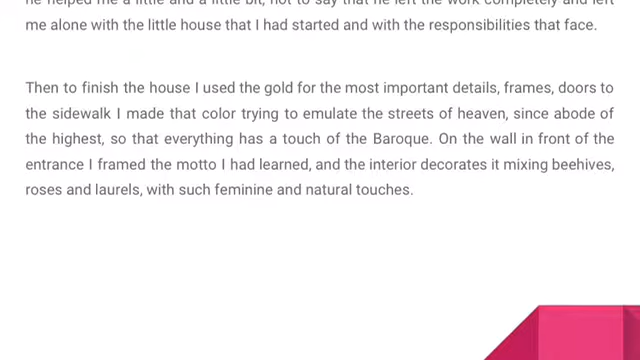 he helped me a little and a little bit, not to say that he left the work completely and left
me alone with the little house that I had started and with the responsibilities that face.
Then to finish the house I used the gold for the most important details, frames, doors to
the sidewalk I made that color trying to emulate the streets of heaven, since abode of
the highest, so that everything has a touch of the Baroque. On the wall in front of the
entrance I framed the motto I had learned, and the interior decorates it mixing beehives,
roses and laurels, with such feminine and natural touches.